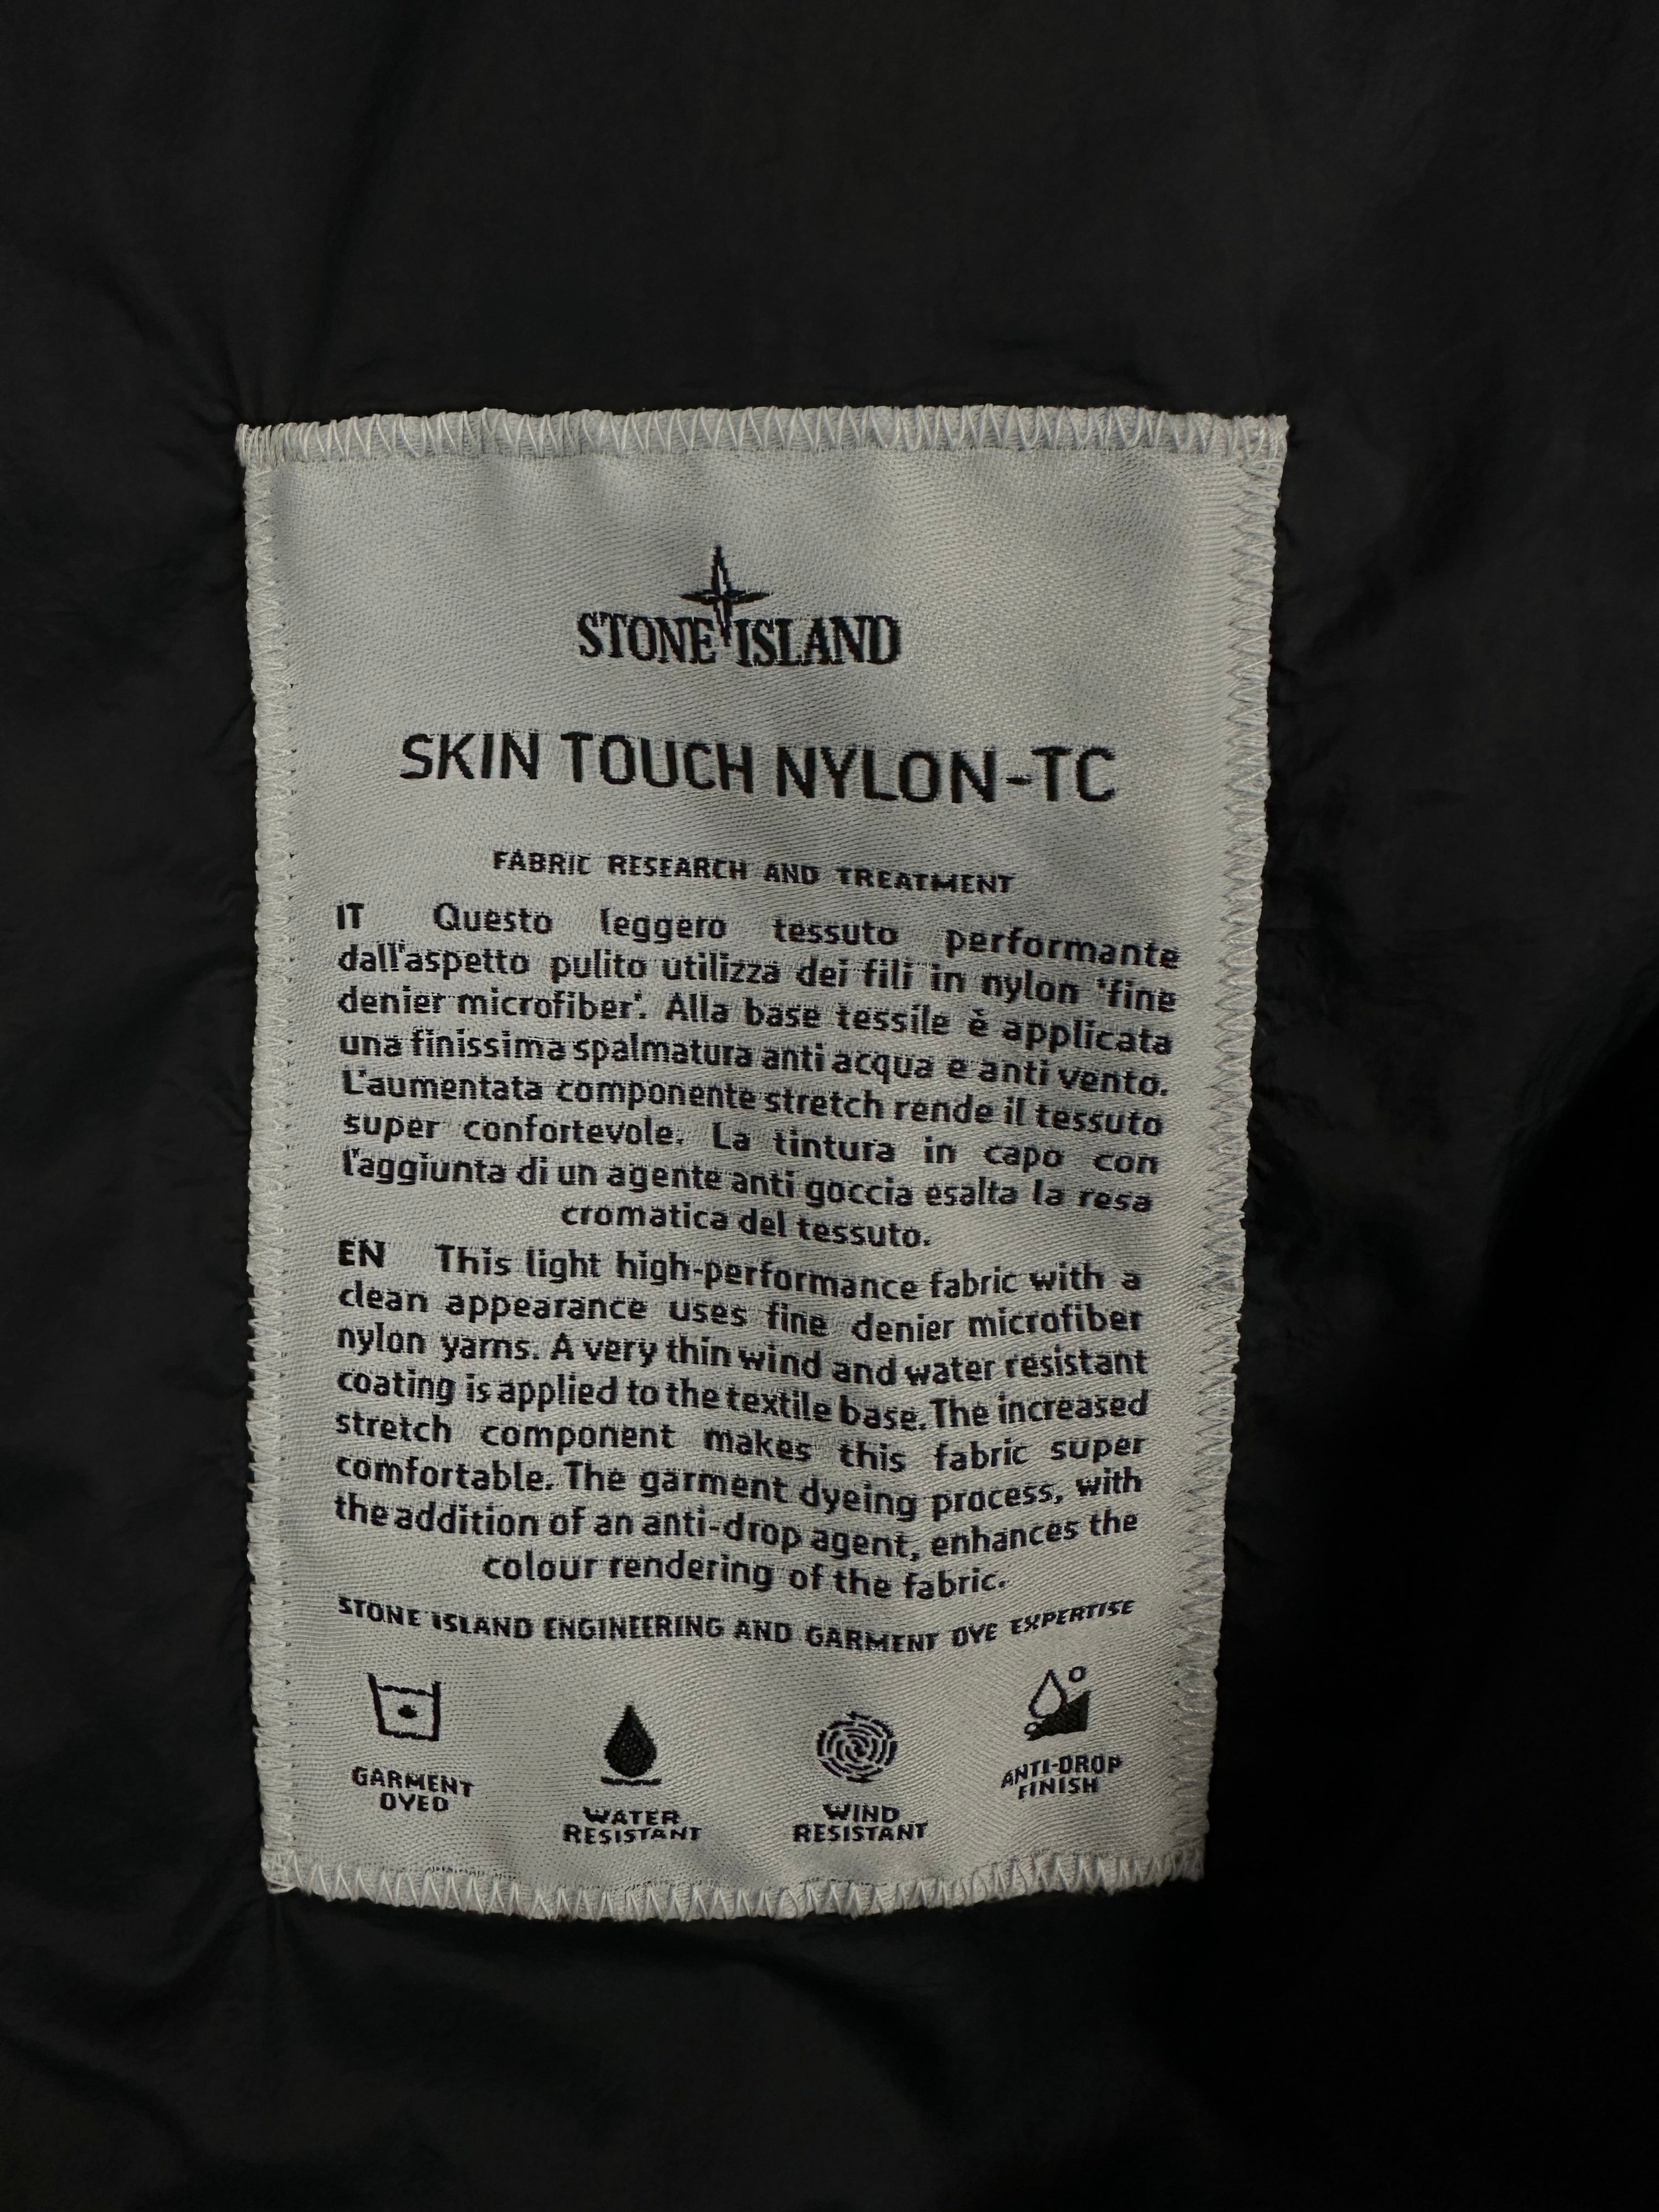 STONE ISLAND
SKIN TOUCH NYLON-TC
FABRIC RESEARCH AND TREATMENT
IT Questo leggero tessuto performante
dall'aspetto pulito utilizza dei fili in nylon 'fine
denier microfiber'. Alla base tessile è applicata
una finissima spalmatura anti acqua e anti vento.
L'aumentata componente stretch rende il tessuto
super confortevole. La tintura in capo con
l'aggiunta di un agente anti goccia esalta la resa
cromatica del tessuto.
EN This light high-performance fabric with a
clean appearance uses fine denier microfiber
nylon yarns. A very thin wind and water resistant
coating is applied to the textile base. The increased
stretch component makes this fabric super
comfortable. The garment dyeing process, with
the addition of an anti-drop agent, enhances the
colour rendering of the fabric.
STONE ISLAND ENGINEERING AND GARMENT DYE EXPERTISE
GARMENT
DYED
WATER
RESISTANT
WIND
RESISTANT
ANTI-DROP
FINISH